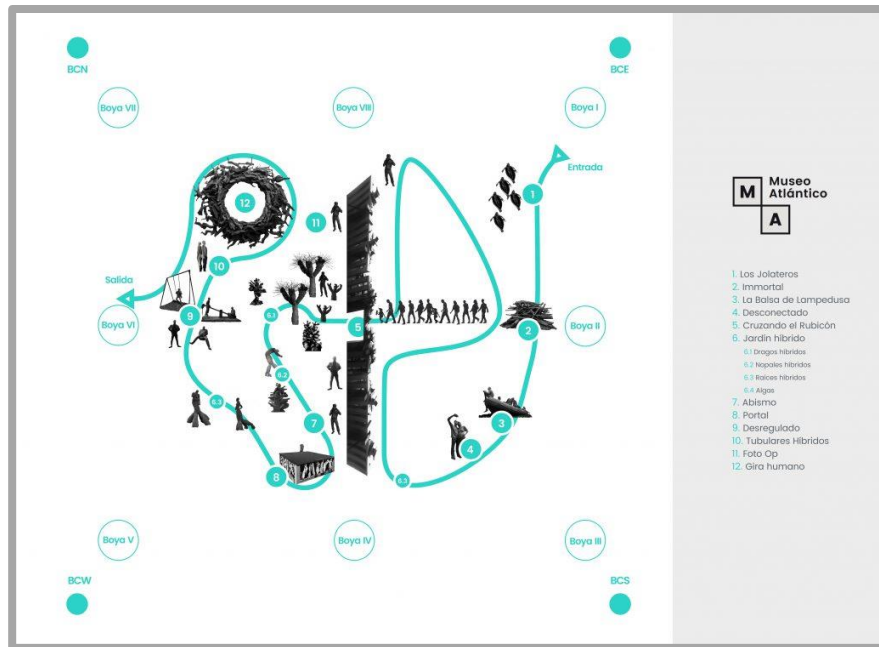 BCN
BCE
Boya VII
Boya VIII
Boya I
Entrada
1
12
11
10
Salida
Boya VI
9
6.1
5
2
Boya II
6.2
6.3
7
3
4
8
6.3
Boya V
Boya IV
Boya III
BCW
BCS
M
A
Museo
Atlántico
1. Los Jolateros
2. Immortal
3. La Balsa de Lampedusa
4. Desconectado
5. Cruzando el Rubicón
6. Jardín híbrido
6.1 Dragos híbridos
6.2 Nopales híbridos
6.3 Raíces híbridos
6.4 Algas
7. Abismo
8. Portal
9. Desregulado
10. Tubulares Híbridos
11. Foto Op
12. Gira humano